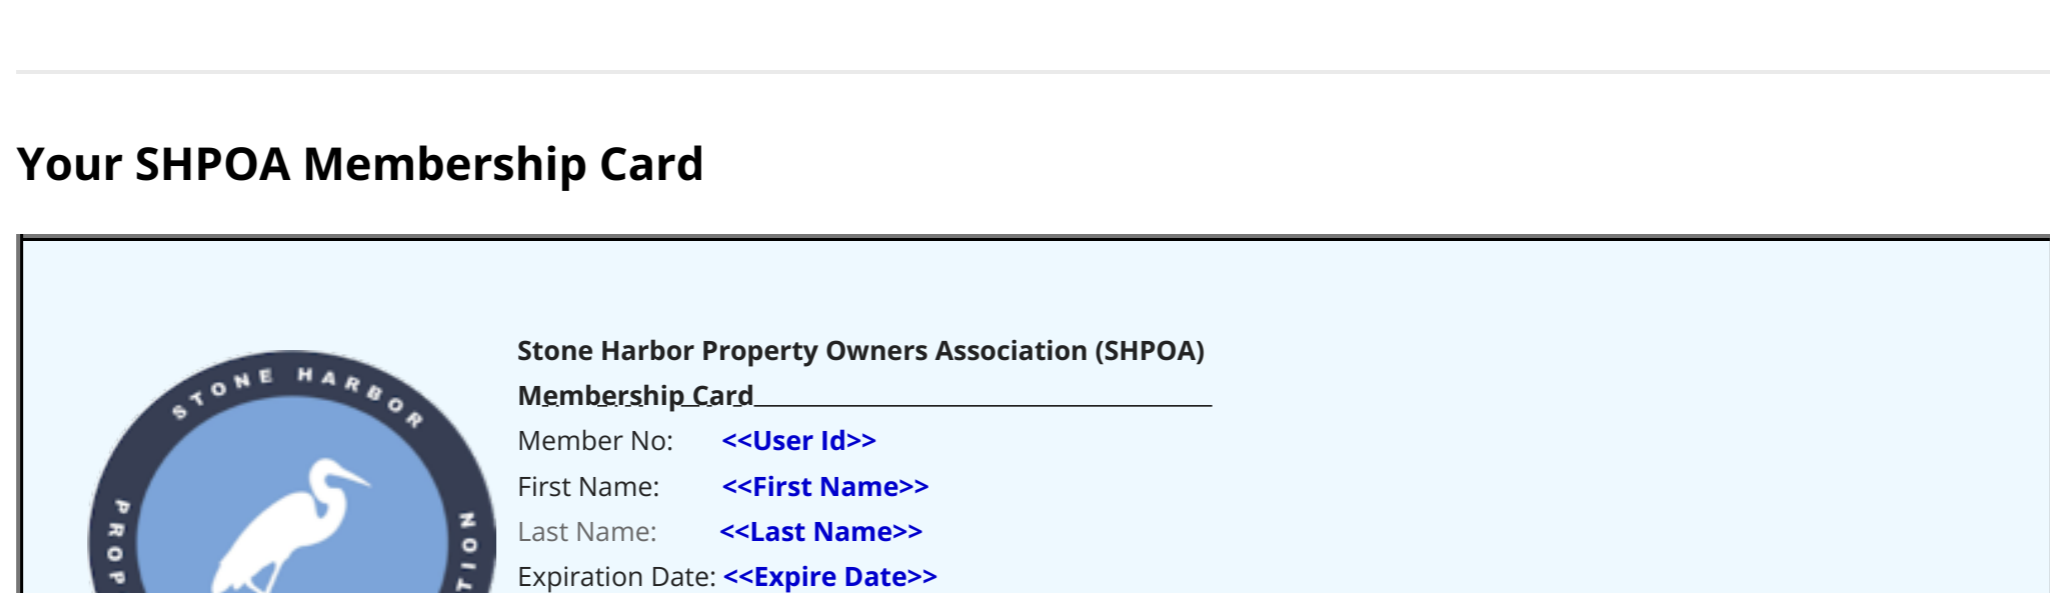 Your SHPOA Membership Card
Stone Harbor Property Owners Association (SHPOA)
Membership Card
STONE HARBOR
PROP
TION
Member No: <<User Id>>
First Name: <<First Name>>
Last Name: <<Last Name>>
Expiration Date: <<Expire Date>>